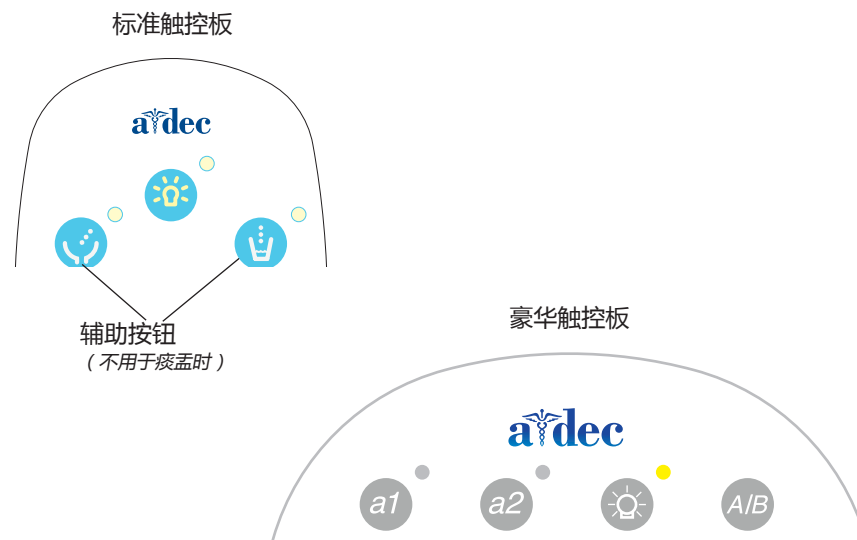 标准触控板
a dec
辅助按钮
（不用于痰盂时）
豪华触控板
a dec
a1
a2
A/B